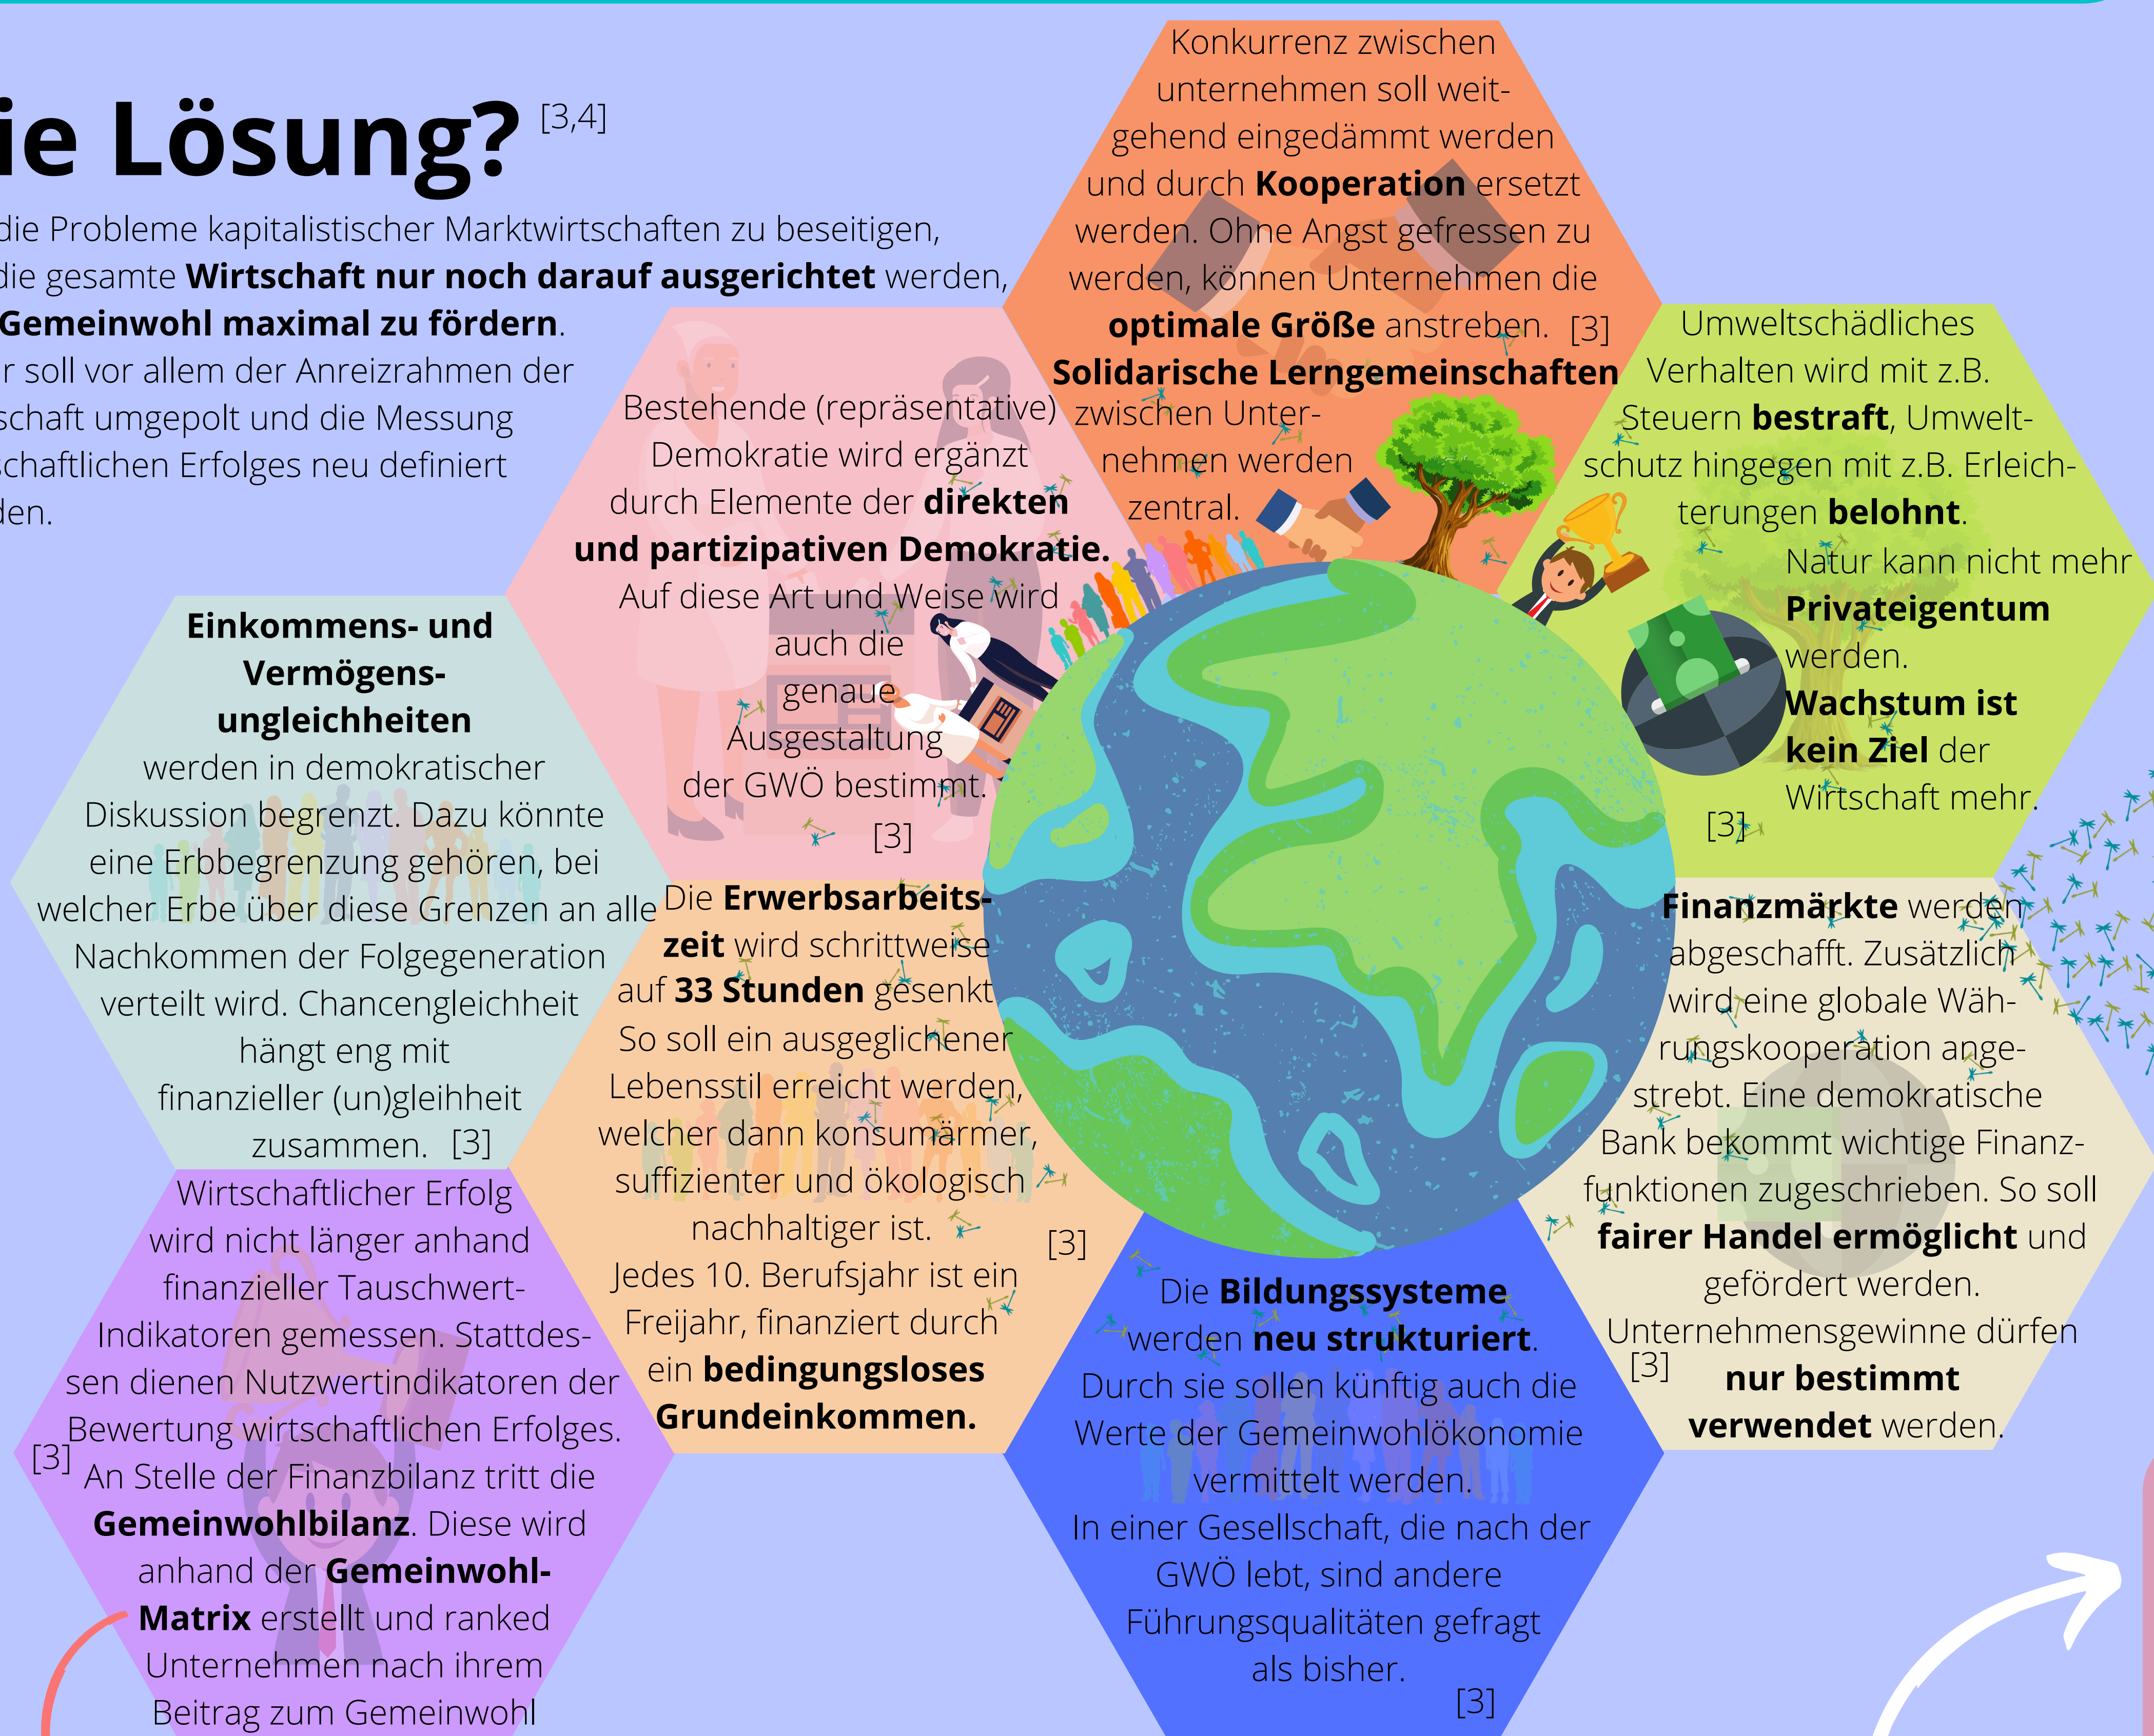 ie Lösung? [3,4]
die Probleme kapitalistischer Marktwirtschaften zu beseitigen,
die gesamte Wirtschaft nur noch darauf ausgerichtet werden,
Gemeinwohl maximal zu fördern.
r soll vor allem der Anreizrahmen der
schaft umgepolt und die Messung
schaftlichen Erfolges neu definiert
den.
Konkurrenz zwischen
unternehmen soll weit-
gehend eingedämmt werden
und durch Kooperation ersetzt
werden. Ohne Angst gefressen zu
werden, können Unternehmen die
optimale Größe anstreben. [3]
Solidarische Lerngemeinschaften
zwischen Unter-
nehmen werden
zentral.
Umweltschädliches
Verhalten wird mit z.B.
Steuern bestraft, Umwelt-
schutz hingegen mit z.B. Erleich-
terungen belohnt.
Natur kann nicht mehr
Privateigentum
werden.
Wachstum ist
kein Ziel der
Wirtschaft mehr.
[3]
Bestehende (repräsentative)
Demokratie wird ergänzt
durch Elemente der direkten
und partizipativen Demokratie.
Auf diese Art und Weise wird
auch die
genaue
Ausgestaltung
der GWÖ bestimmt.
[3]
Einkommens- und
Vermögens-
ungleichheiten
werden in demokratischer
Diskussion begrenzt. Dazu könnte
eine Erbbegrenzung gehören, bei
welcher Erbe über diese Grenzen an alle
Nachkommen der Folgegeneration
verteilt wird. Chancengleichheit
hängt eng mit
finanzieller (un)gleihheit
zusammen. [3]
Die Erwerbsarbeits-
zeit wird schrittweise
auf 33 Stunden gesenkt
So soll ein ausgeglichener
Lebensstil erreicht werden,
welcher dann konsumärmer,
suffizienter und ökologisch
nachhaltiger ist.
[3]
Jedes 10. Berufsjahr ist ein
Freijahr, finanziert durch
ein bedingungsloses
Grundeinkommen.
Finanzmärkte werden
abgeschafft. Zusätzlich
wird eine globale Wäh-
rungskooperation ange-
strebt. Eine demokratische
Bank bekommt wichtige Finanz-
funktionen zugeschrieben. So soll
fairer Handel ermöglicht und
gefördert werden.
Unternehmensgewinne dürfen
[3] nur bestimmt
verwendet werden.
Wirtschaftlicher Erfolg
wird nicht länger anhand
finanzieller Tauschwert-
Indikatoren gemessen. Stattdes-
sen dienen Nutzwertindikatoren der
Bewertung wirtschaftlichen Erfolges.
[3]
An Stelle der Finanzbilanz tritt die
Gemeinwohlbilanz. Diese wird
anhand der Gemeinwohl-
Matrix erstellt und ranked
Unternehmen nach ihrem
Beitrag zum Gemeinwohl
Die Bildungssysteme
werden neu strukturiert.
Durch sie sollen künftig auch die
Werte der Gemeinwohlökonomie
vermittelt werden.
In einer Gesellschaft, die nach der
GWÖ lebt, sind andere
Führungsqualitäten gefragt
als bisher.
[3]